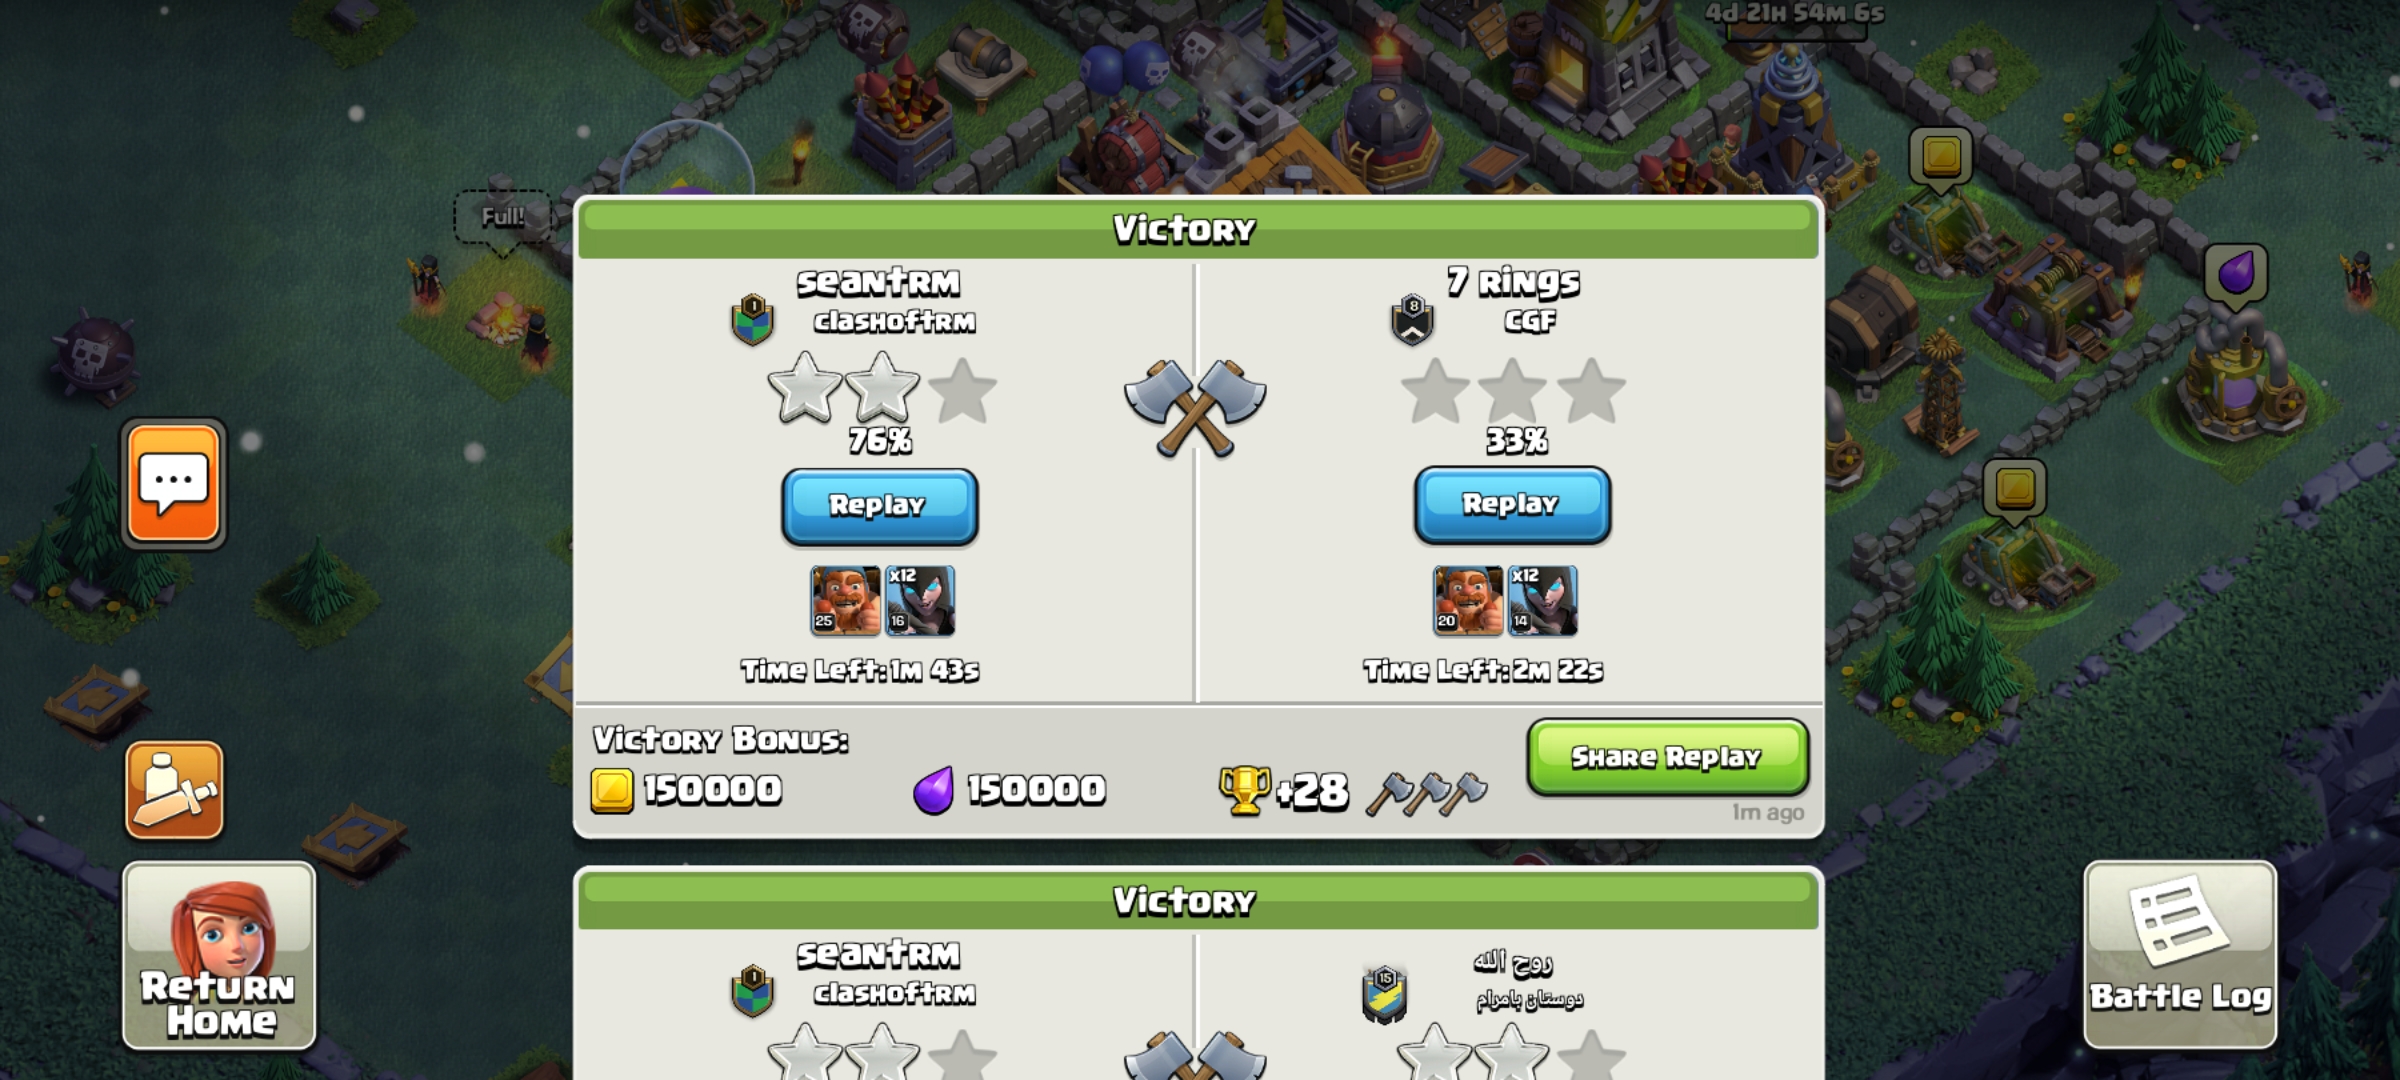 4d 21H 54M 6s
Full!
Victory
seantrm
1
clashoftrm
76%
Replay
25
x12
16
Time Left: 1m 43s
7 rings
8
CGF
33%
Replay
20
x12
14
Time Left: 2m 22s
Victory Bonus:
150000
150000
+28
Share Replay
1m ago
Victory
seantrm
1
clashoftrm
روح الله
15
دوستان بامرام
Return
Home
Battle Log